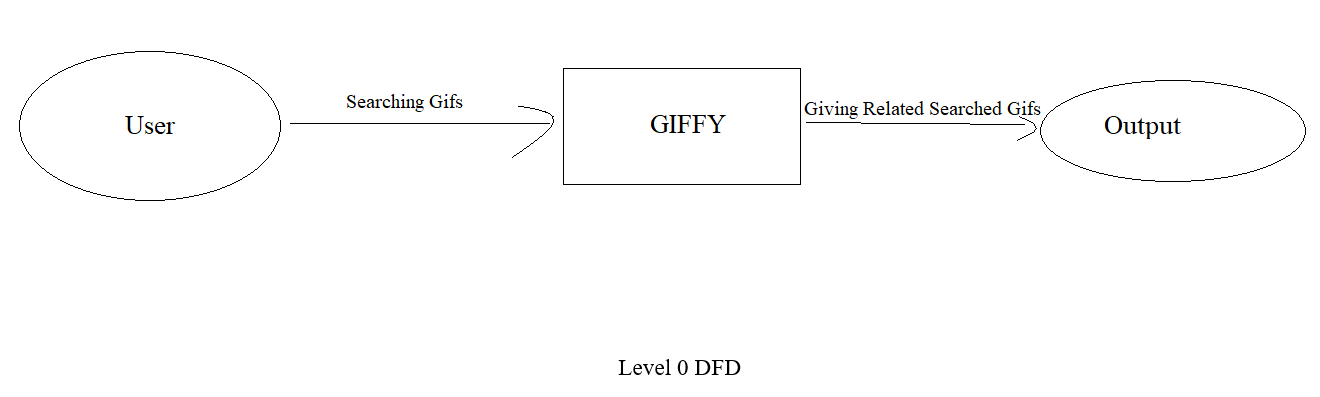 User
Searching Gifs
GIFFY
Giving Related Searched Gifs
Output
Level 0 DFD